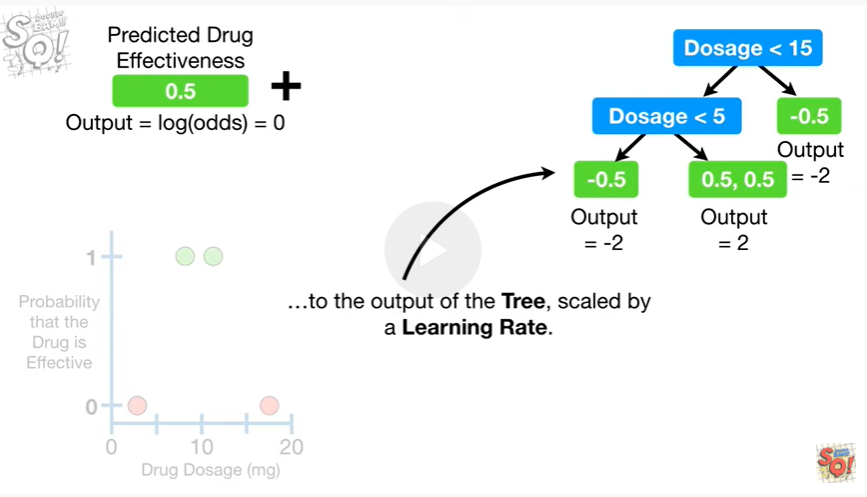 Predicted Drug
Effectiveness
0.5
+
Output = log(odds) = 0
Dosage < 15
Dosage < 5
-0.5
Output
= -2
-0.5
Output
= -2
0.5, 0.5
Output
= 2
…to the output of the Tree, scaled by
a Learning Rate.
Probability
that the
Drug is
Effective
1
0
0
10
20
Drug Dosage (mg)
SQ!